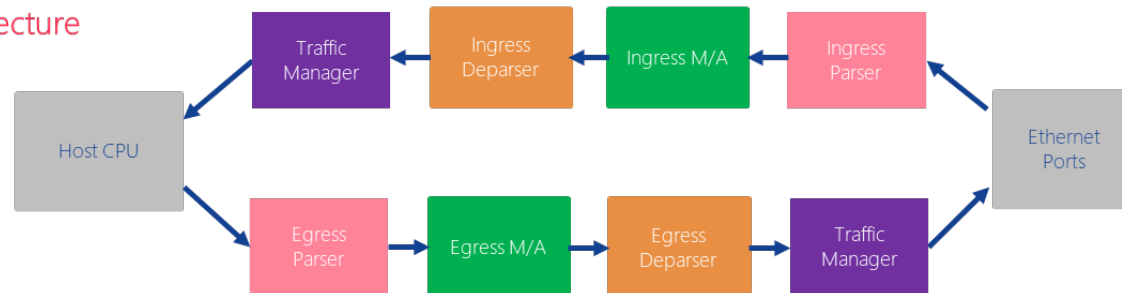 ecture
Traffic
Manager
Ingress
Deparser
Ingress M/A
Ingress
Parser
Host CPU
Ethernet
Ports
Egress
Parser
Egress M/A
Egress
Deparser
Traffic
Manager